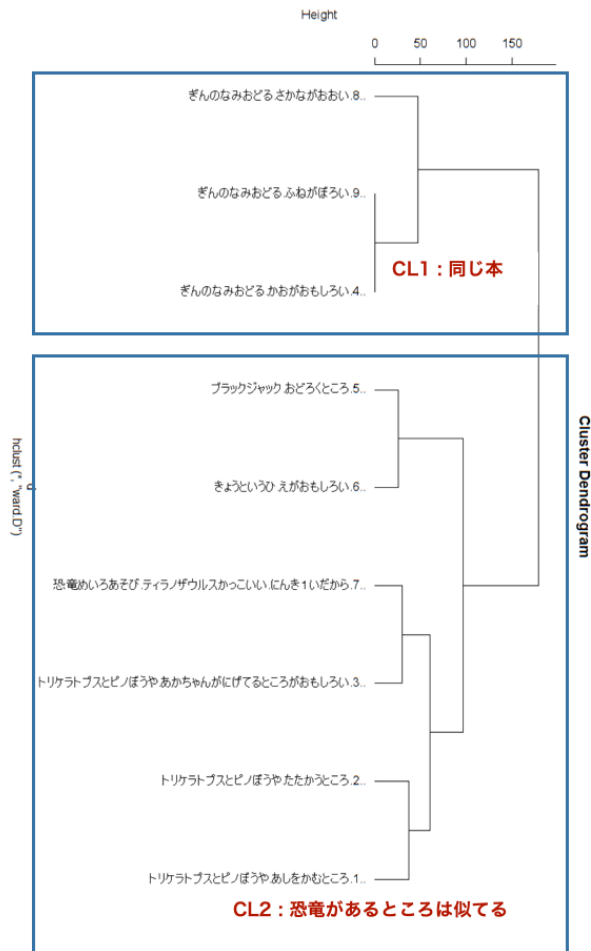 Height
0 50 100 150
ぎんのなみおどる.さかながおおい.8..
ぎんのなみおどる.ふねがぼろい.9..
CL1：同じ本
ぎんのなみおどる.かおがおもしろい.4..
ブラックジャック.おどろくところ.5..
Cluster Dendrogram
きょうというひ.えがおもしろい.6..
d
hclust (*, "ward.D")
恐竜めいろあそび.ティラノザウルスかっこいい.にんき１いだから.7..
トリケラトプスとピノぼうや.あかちゃんがにげてるところがおもしろい.3..
トリケラトプスとピノぼうや.たたかうところ.2..
トリケラトプスとピノぼうや.あしをかむところ.1..
CL2：恐竜があるところは似てる